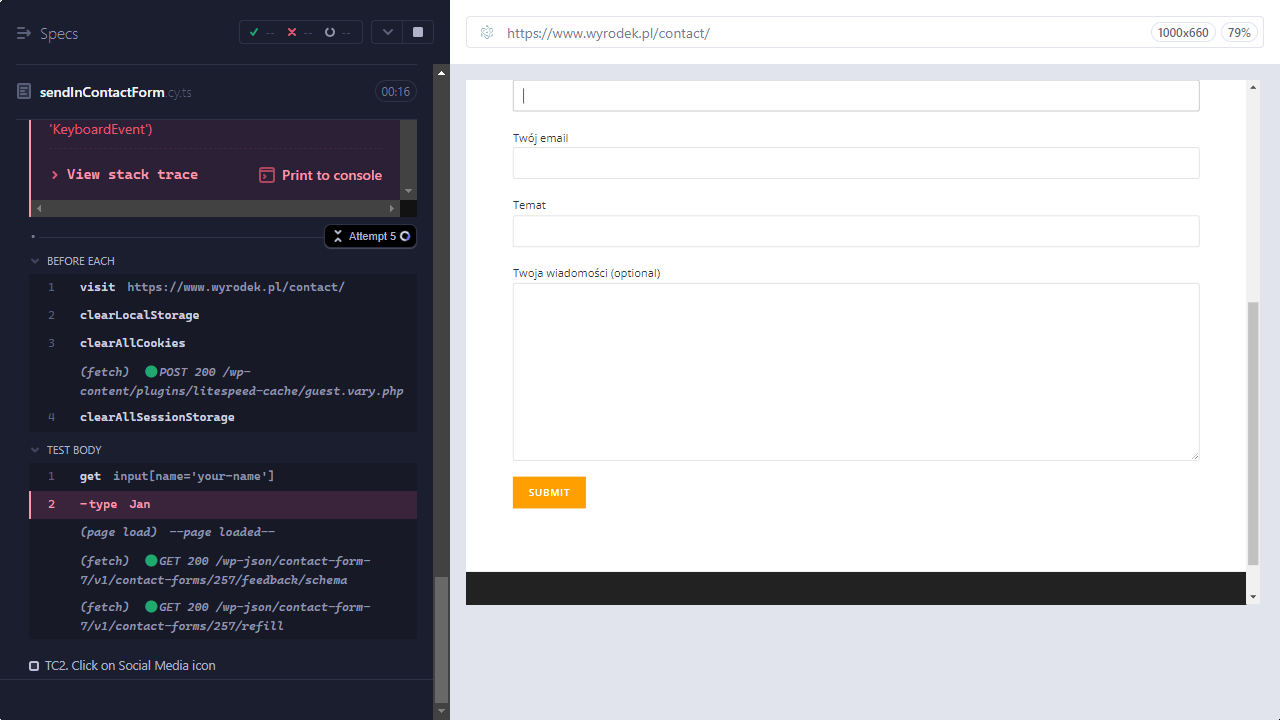 Specs
-- -- --
sendInContactForm.cy.ts
00:16
'KeyboardEvent')
View stack trace
Print to console
Attempt 5
BEFORE EACH
1 visit https://www.wyrodek.pl/contact/
2 clearLocalStorage
3 clearAllCookies
(fetch) POST 200 /wp-
content/plugins/litespeed-cache/guest.vary.php
4 clearAllSessionStorage
TEST BODY
1 get input[name='your-name']
2 -type Jan
(page load) --page loaded--
(fetch) GET 200 /wp-json/contact-form-
7/v1/contact-forms/257/feedback/schema
(fetch) GET 200 /wp-json/contact-form-
7/v1/contact-forms/257/refill
TC2. Click on Social Media icon
https://www.wyrodek.pl/contact/
1000x660
79%
Twój email
Temat
Twoja wiadomości (optional)
SUBMIT